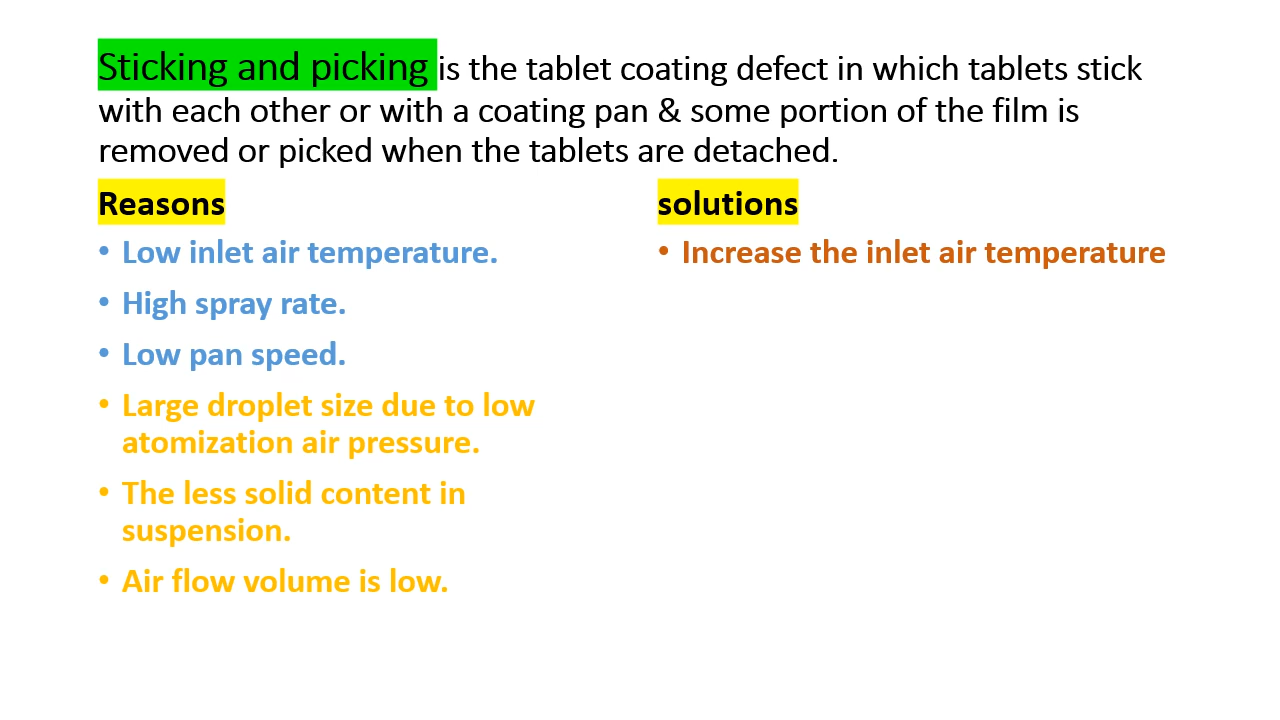 Sticking and picking is the tablet coating defect in which tablets stick
with each other or with a coating pan & some portion of the film is
removed or picked when the tablets are detached.
Reasons
• Low inlet air temperature.
• High spray rate.
• Low pan speed.
• Large droplet size due to low
atomization air pressure.
• The less solid content in
suspension.
• Air flow volume is low.
solutions
• Increase the inlet air temperature